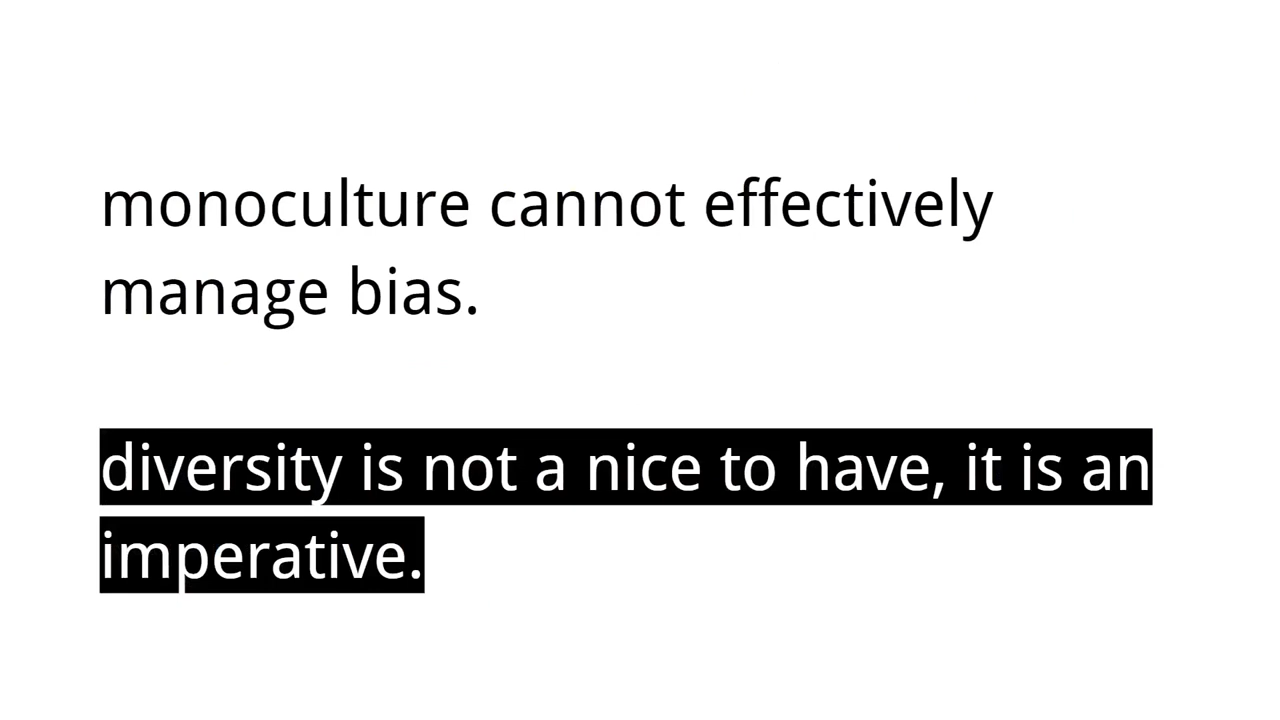 monoculture cannot effectively
manage bias.
diversity is not a nice to have, it is an
imperative.